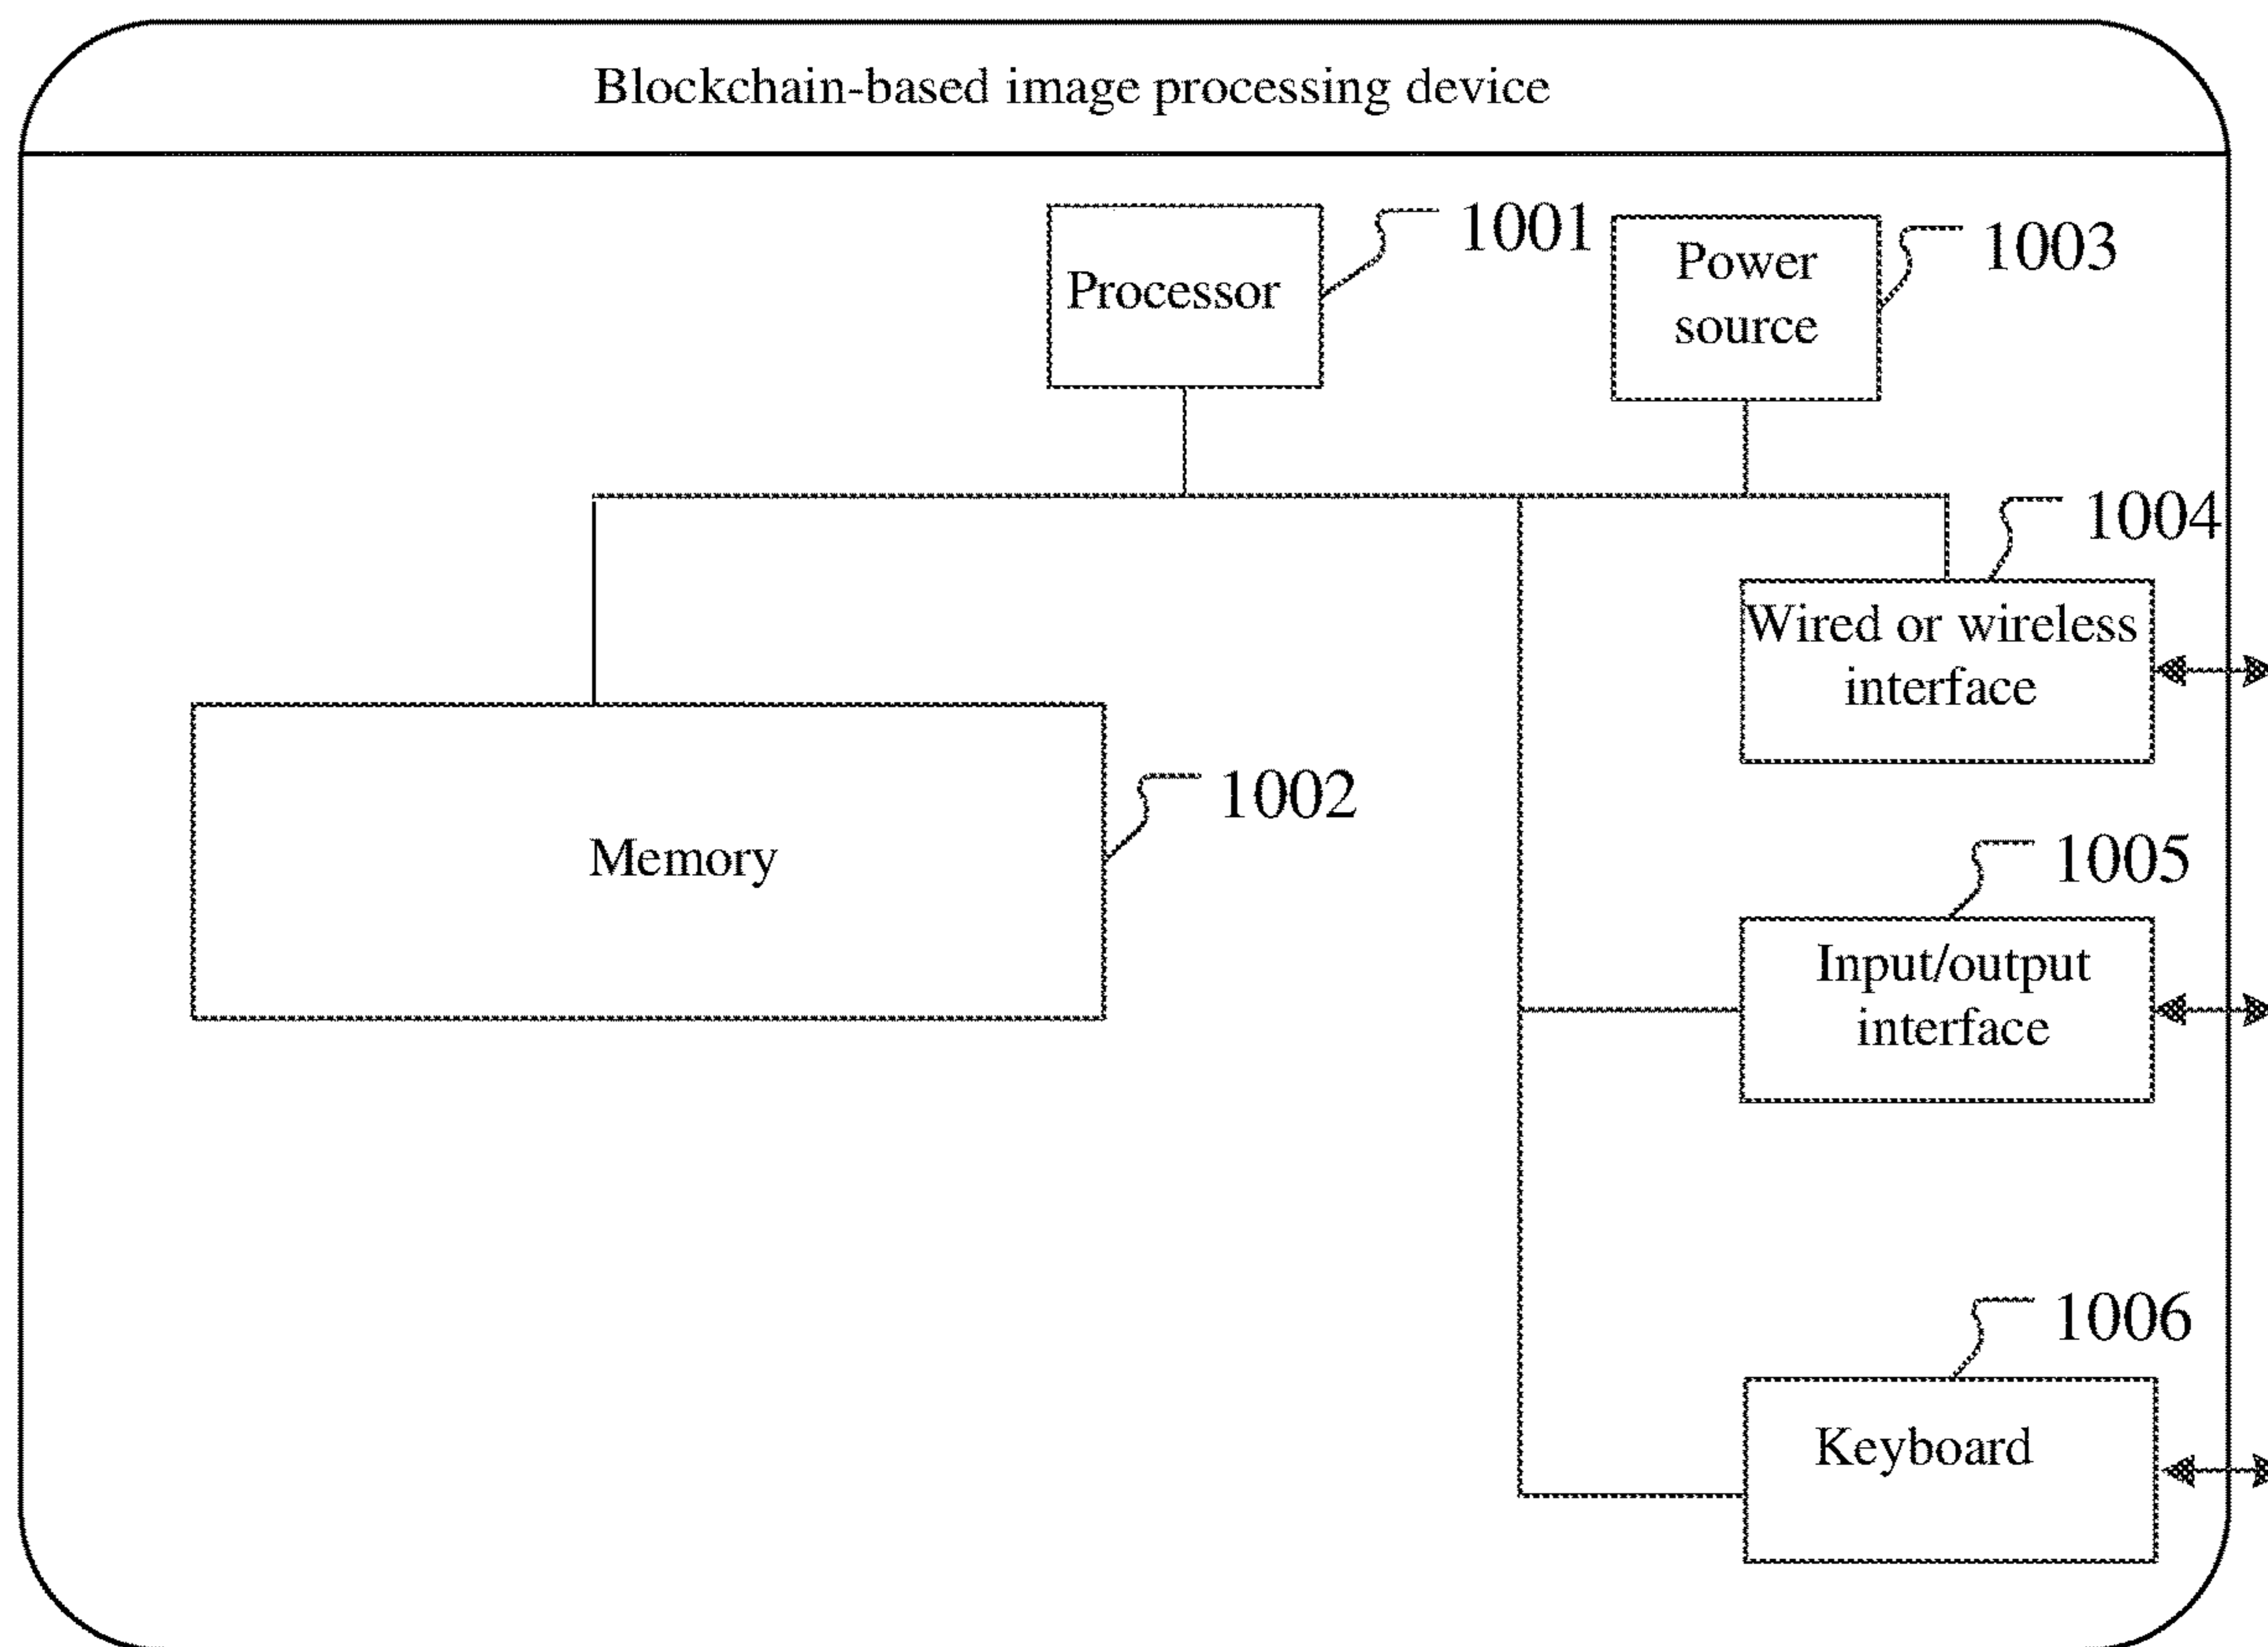 Blockchain-based image processing device
Processor
1001
Power
source
1003
1004
Wired or wireless
interface
Memory
1002
1005
Input/output
interface
1006
Keyboard